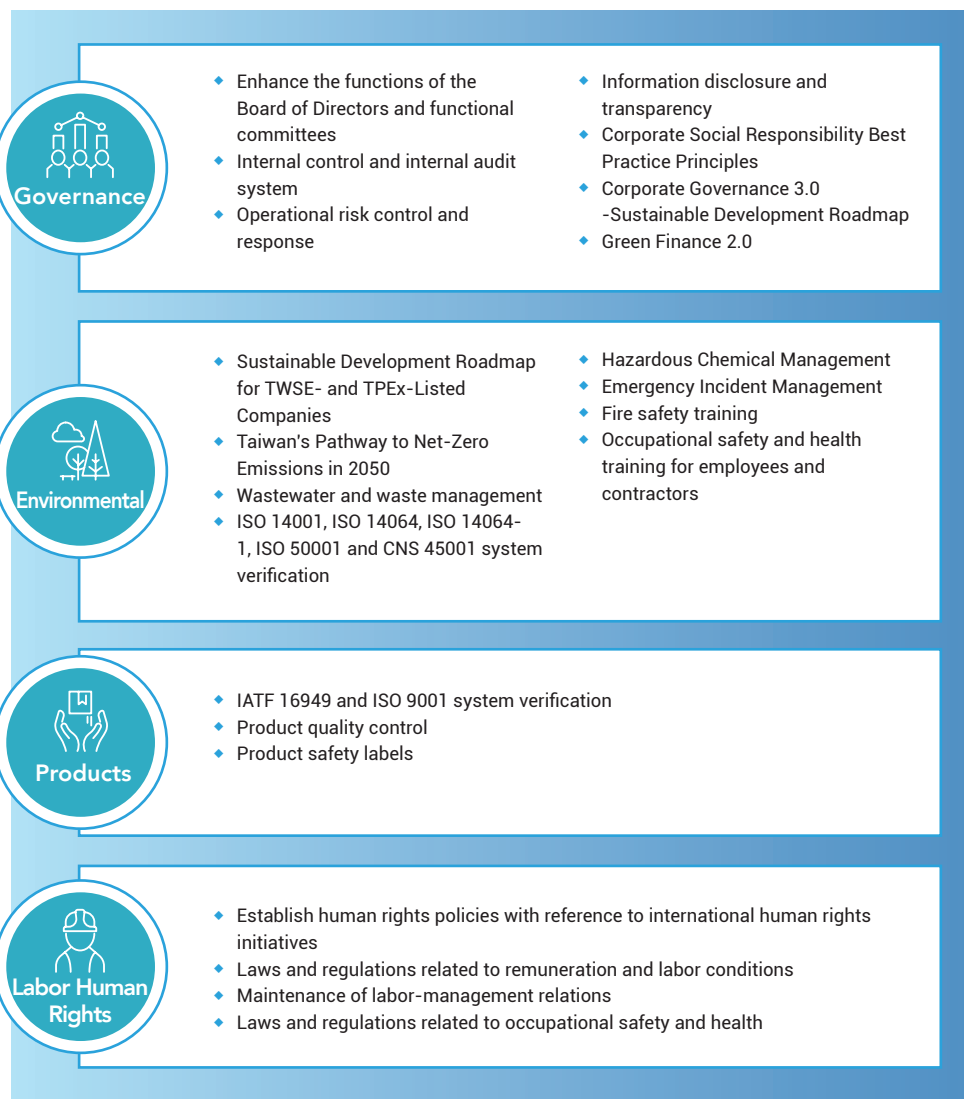 Governance
Enhance the functions of the
Board of Directors and functional
committees
Internal control and internal audit
system
Operational risk control and
response
Information disclosure and
transparency
Corporate Social Responsibility Best
Practice Principles
Corporate Governance 3.0
-Sustainable Development Roadmap
Green Finance 2.0
Environmental
Sustainable Development Roadmap
for TWSE- and TPEx-Listed
Companies
Taiwan's Pathway to Net-Zero
Emissions in 2050
Wastewater and waste management
ISO 14001, ISO 14064, ISO 14064-
1, ISO 50001 and CNS 45001 system
verification
Hazardous Chemical Management
Emergency Incident Management
Fire safety training
Occupational safety and health
training for employees and
contractors
Products
IATF 16949 and ISO 9001 system verification
Product quality control
Product safety labels
Labor Human
Rights
Establish human rights policies with reference to international human rights
initiatives
Laws and regulations related to remuneration and labor conditions
Maintenance of labor-management relations
Laws and regulations related to occupational safety and health